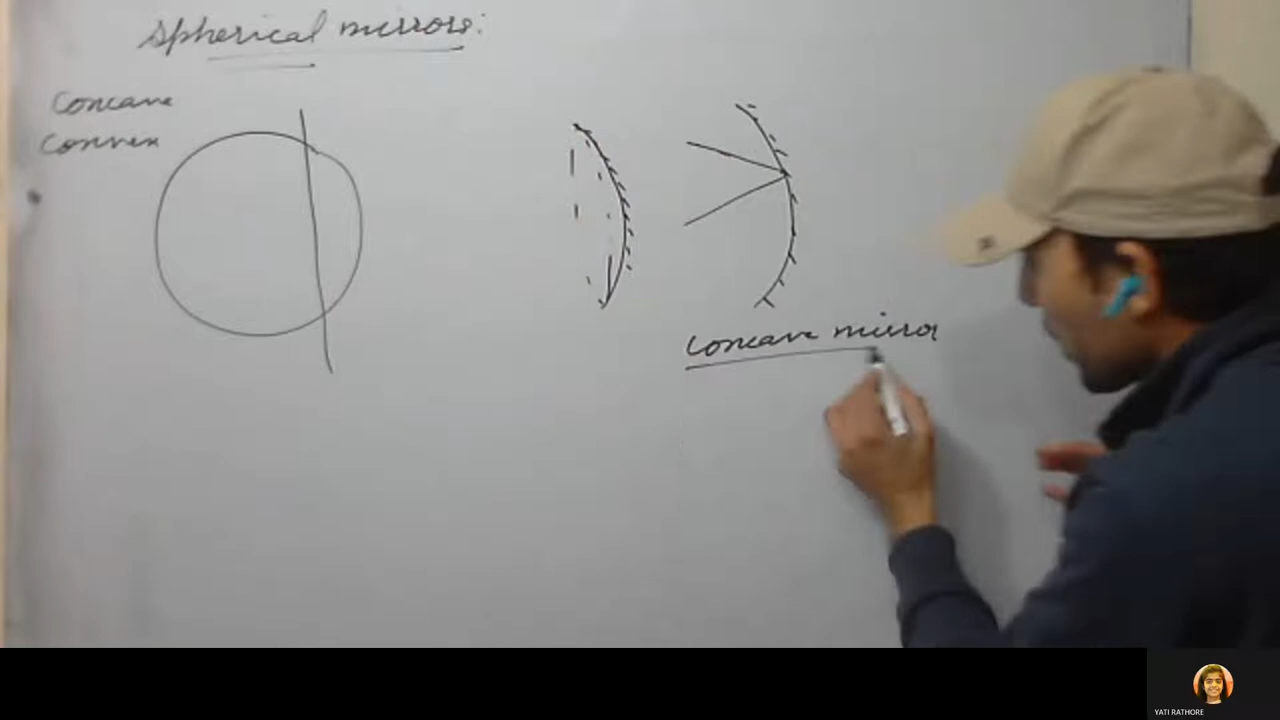 Spherical mirrors:
Concave
Convex
Concave mirror
YATI RATHORE